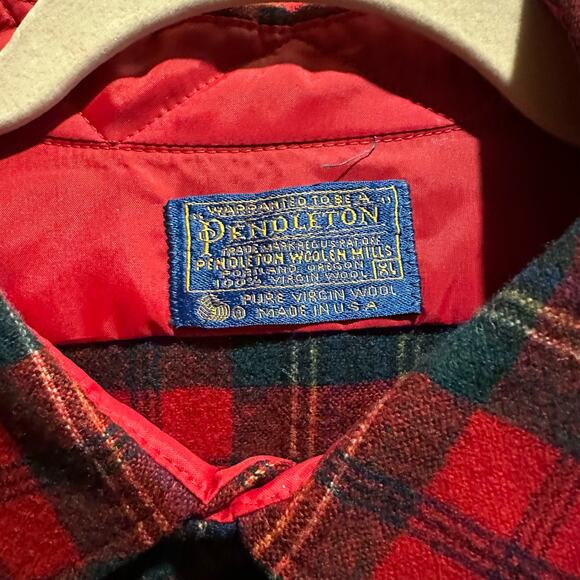 "WARRANTED TO BE A"
PENDLETON
TRADE MARK REG US PAT OFF
PENDLETON WOOLEN MILLS
PORTLAND, OREGON
100% VIRGIN WOOL XL
PURE VIRGIN WOOL
MADE IN U.S.A